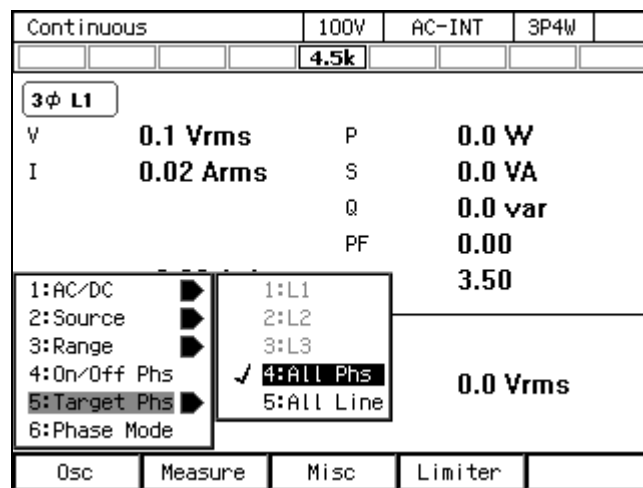 Continuous 100V AC-INT 3P4W
4.5k
3φ L1
V 0.1 Vrms P 0.0 W
I 0.02 Arms S 0.0 VA
Q 0.0 var
PF 0.00
3.50
1:AC/DC
2:Source
3:Range
4:On/Off Phs
5:Target Phs
6:Phase Mode
1:L1
2:L2
3:L3
✓ 4:All Phs
5:All Line
0.0 Vrms
Osc Measure Misc Limiter